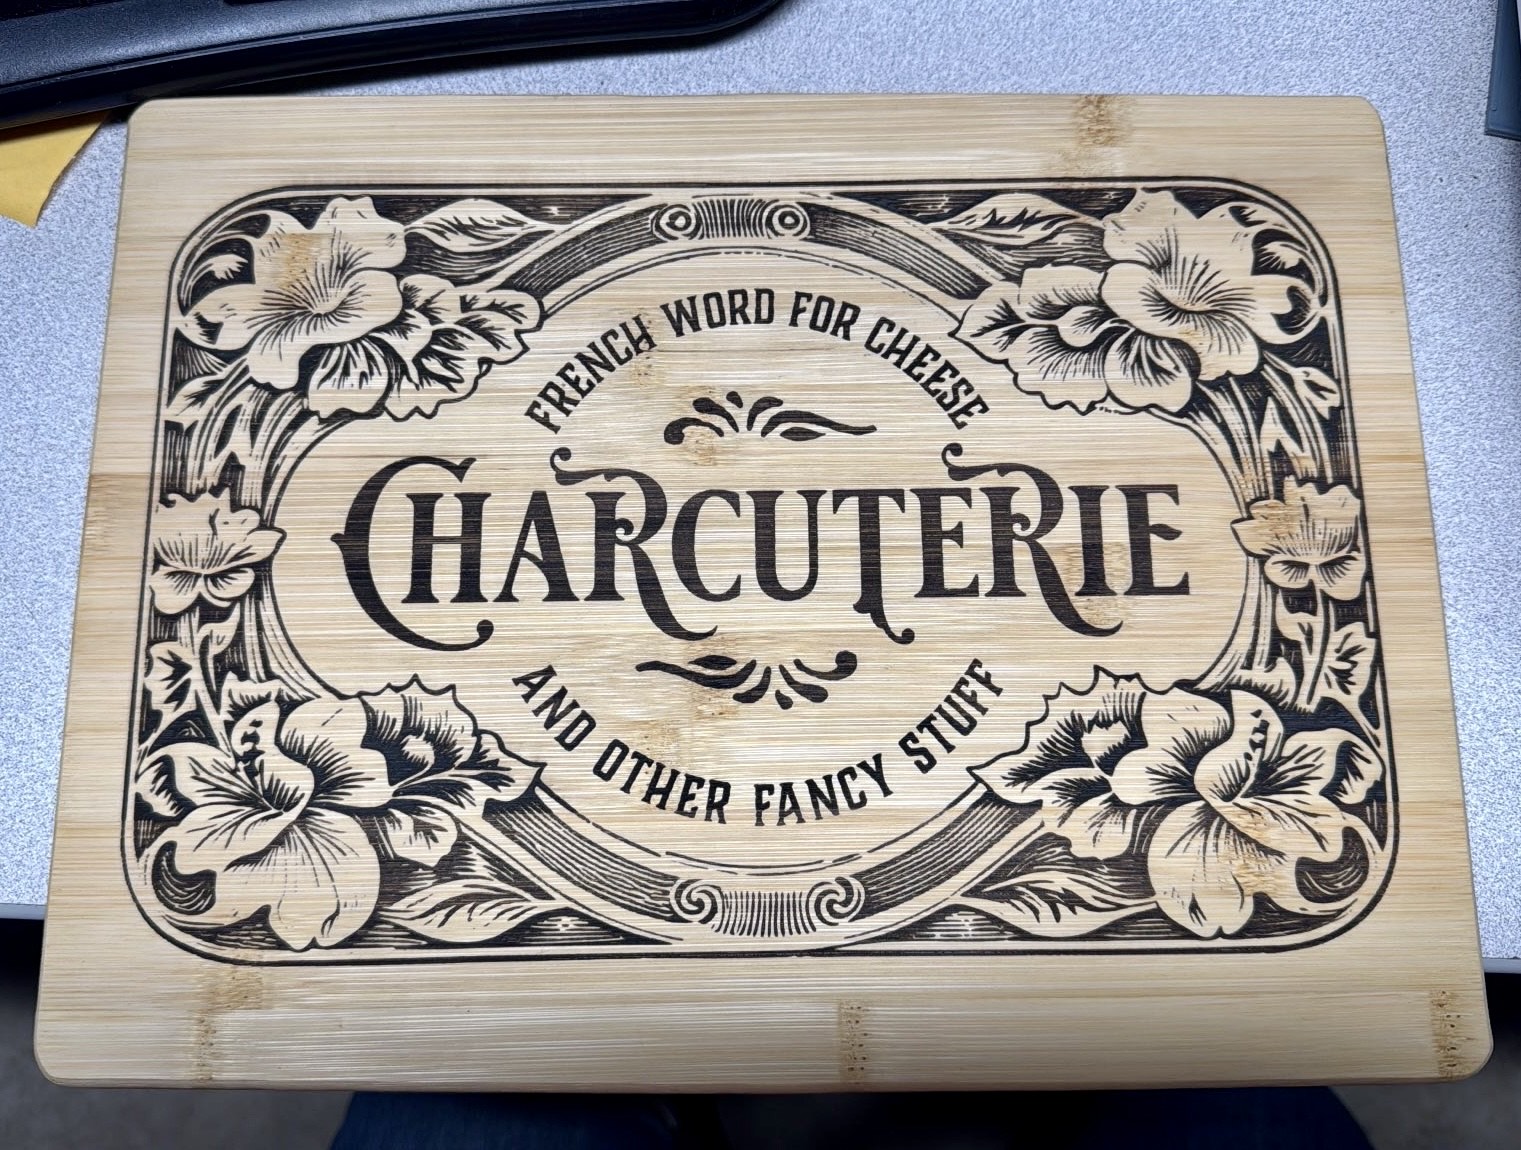 FRENCH WORD FOR CHEESE
CHARCUTERIE
AND OTHER FANCY STUFF